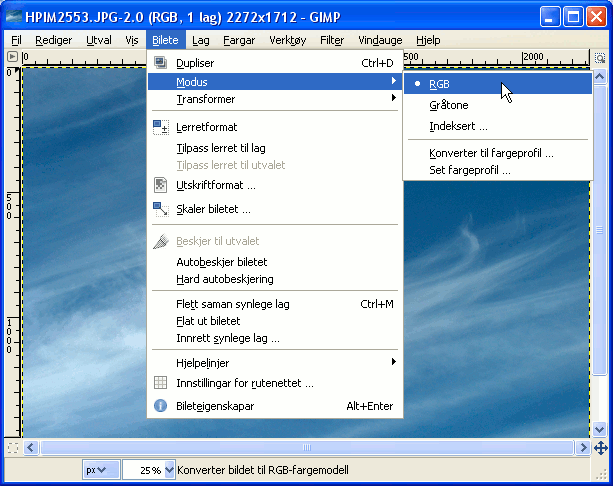 HPIM2553.JPG-2.0 (RGB, 1 lag) 2272x1712 - GIMP
Fil Rediger Utval Vis Bilete Lag Fargar Verktøy Filter Vindauge Hjelp
0 500 2000
0
500
1000
Dupliser Ctrl+D
Modus
Transformer
Lerretformat
Tilpass lerret til lag
Tilpass lerret til utvalet
Utskriftformat ...
Skaler biletet ...
Beskjer til utvalet
Autobeskjer biletet
Hard autobeskjering
Flett saman synlege lag Ctrl+M
Flat ut biletet
Innrett synlege lag ...
Hjelpelinjer
Innstillingar for rutenettet ...
Bileteigenskapar Alt+Enter
RGB
Gråtone
Indeksert ...
Konverter til fargeprofil ...
Set fargeprofil ...
px 25% Konverter bildet til RGB-fargemodell